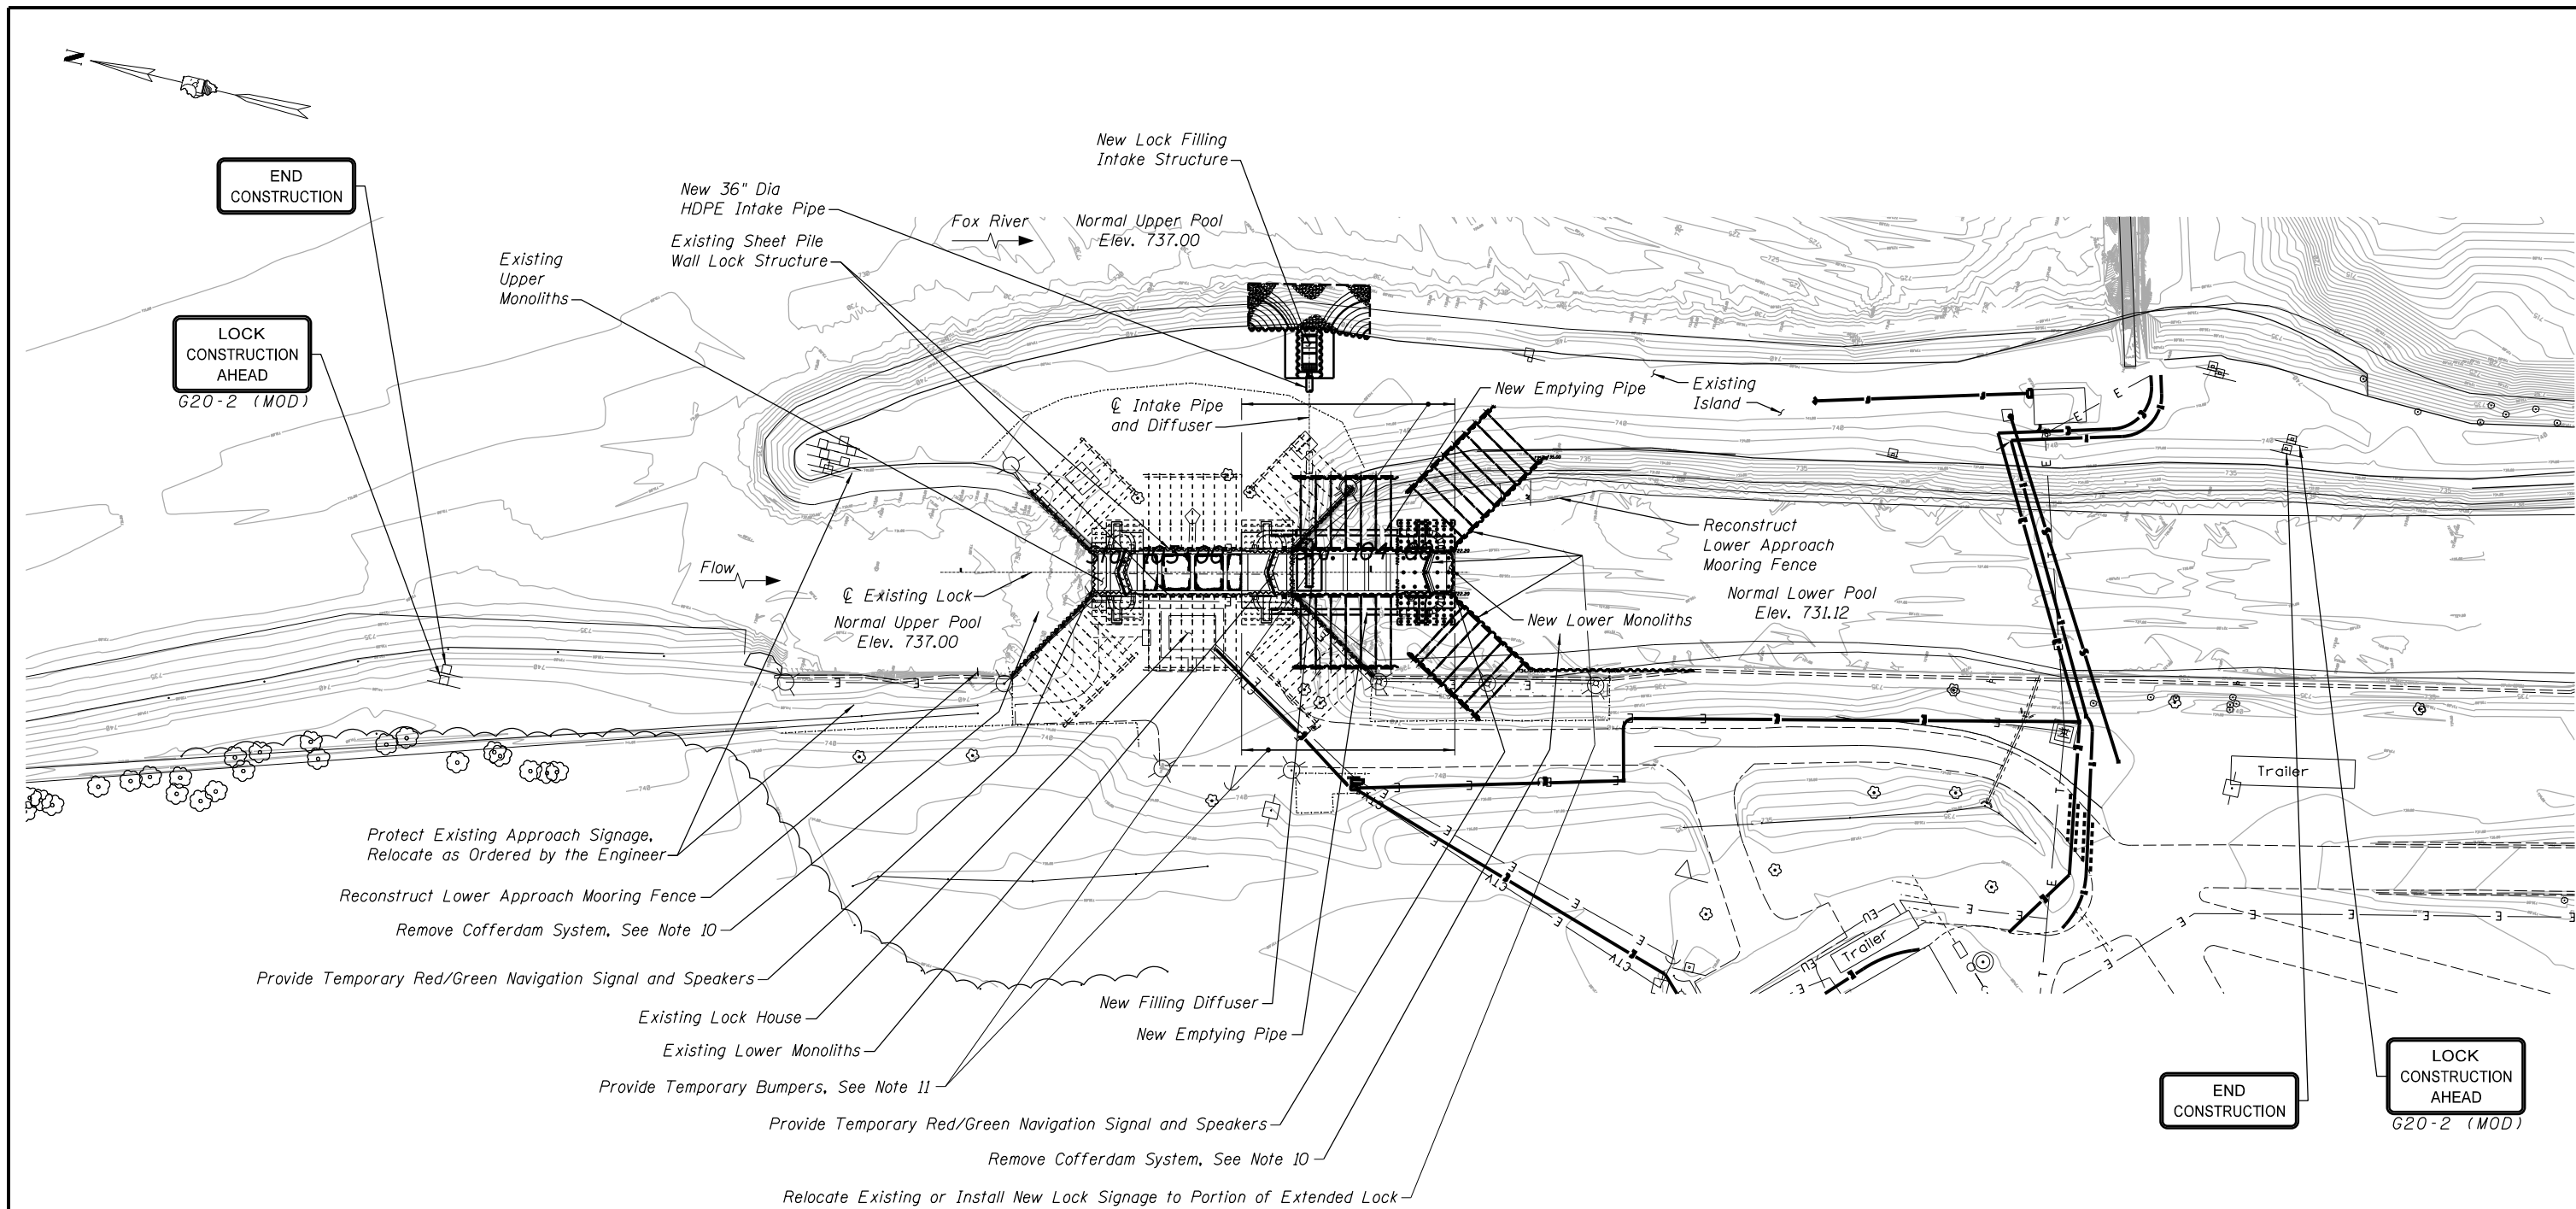 N
END
CONSTRUCTION
LOCK
CONSTRUCTION
AHEAD
G20-2 (MOD)
New Lock Filling
Intake Structure
New 36" Dia
HDPE Intake Pipe
Existing Sheet Pile
Wall Lock Structure
Existing
Upper
Monoliths
Fox River
Normal Upper Pool
Elev. 737.00
℄ Intake Pipe
and Diffuser
New Emptying Pipe
Existing
Island
Reconstruct
Lower Approach
Mooring Fence
Normal Lower Pool
Elev. 731.12
New Lower Monoliths
Flow
℄ Existing Lock
Normal Upper Pool
Elev. 737.00
Trailer
Trailer
Protect Existing Approach Signage,
Relocate as Ordered by the Engineer
Reconstruct Lower Approach Mooring Fence
Remove Cofferdam System, See Note 10
Provide Temporary Red/Green Navigation Signal and Speakers
Existing Lock House
Existing Lower Monoliths
Provide Temporary Bumpers, See Note 11
New Filling Diffuser
New Emptying Pipe
Provide Temporary Red/Green Navigation Signal and Speakers
Remove Cofferdam System, See Note 10
Relocate Existing or Install New Lock Signage to Portion of Extended Lock
END
CONSTRUCTION
LOCK
CONSTRUCTION
AHEAD
G20-2 (MOD)